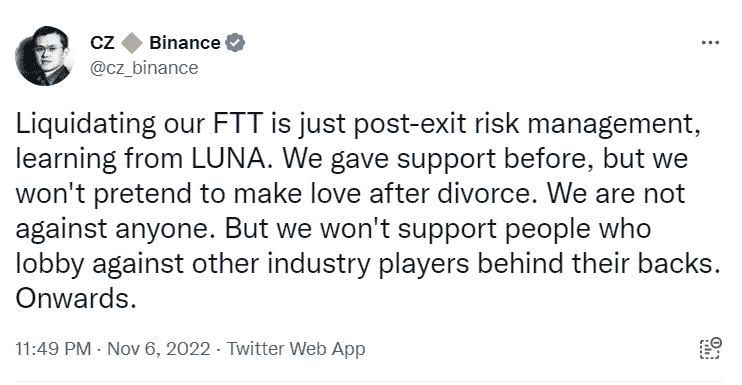 CZ 🔶 Binance
@cz_binance
Liquidating our FTT is just post-exit risk management,
learning from LUNA. We gave support before, but we
won't pretend to make love after divorce. We are not
against anyone. But we won't support people who
lobby against other industry players behind their backs.
Onwards.
11:49 PM · Nov 6, 2022 · Twitter Web App